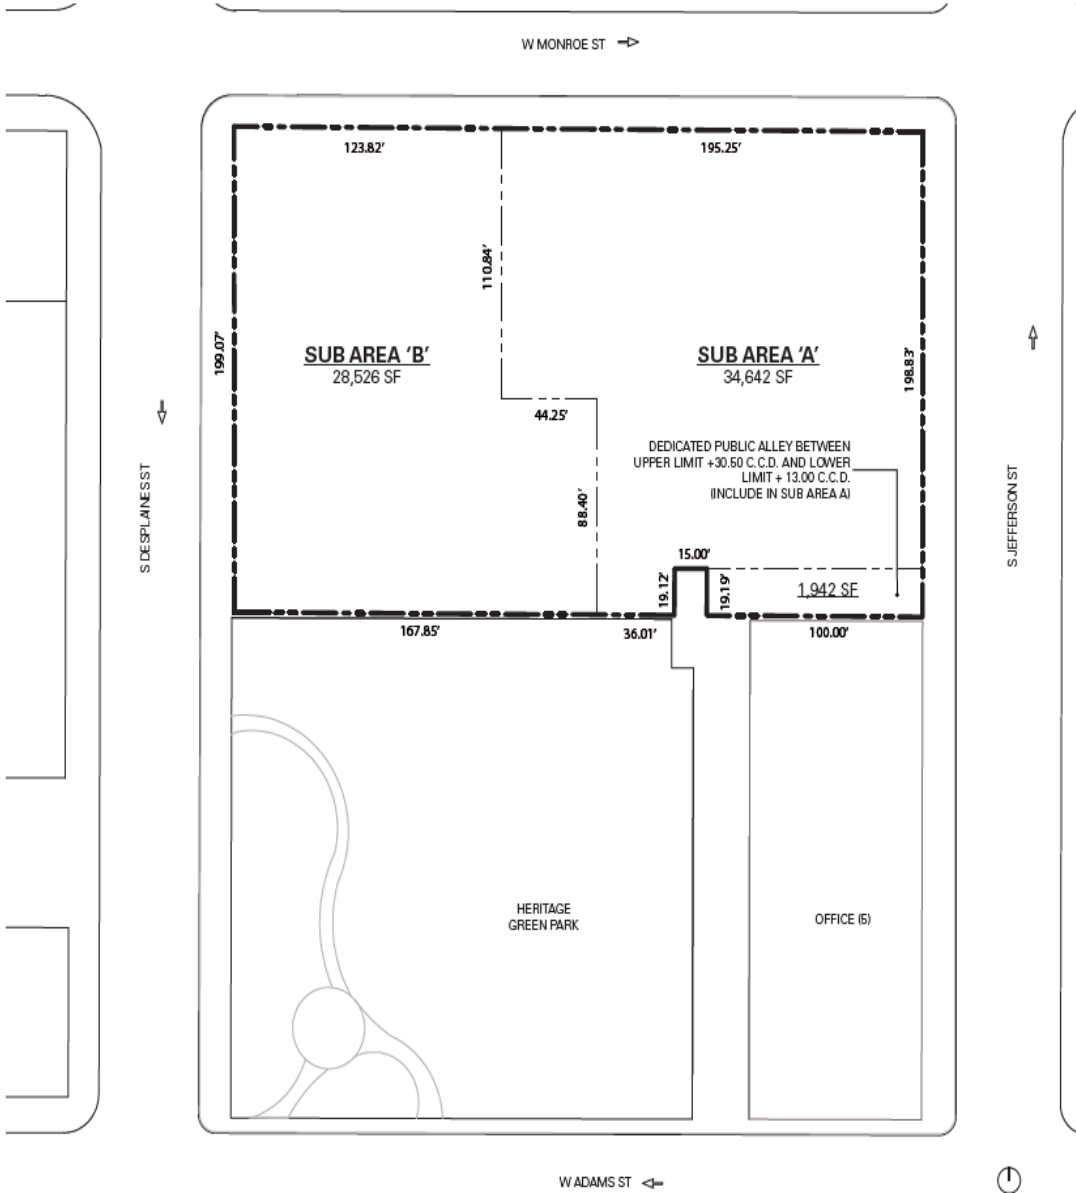 W MONROE ST
123.82'
195.25'
110.84'
199.07'
SUB AREA 'B'
28,526 SF
SUB AREA 'A'
34,642 SF
198.83'
44.25'
DEDICATED PUBLIC ALLEY BETWEEN
UPPER LIMIT +30.50 C.C.D. AND LOWER
LIMIT + 13.00 C.C.D.
(INCLUDE IN SUB AREA A)
S DESPLAINES ST
S JEFFERSON ST
88.40'
15.00'
19.12'
19.19'
1,942 SF
167.85'
36.01'
100.00'
HERITAGE
GREEN PARK
OFFICE (5)
W ADAMS ST